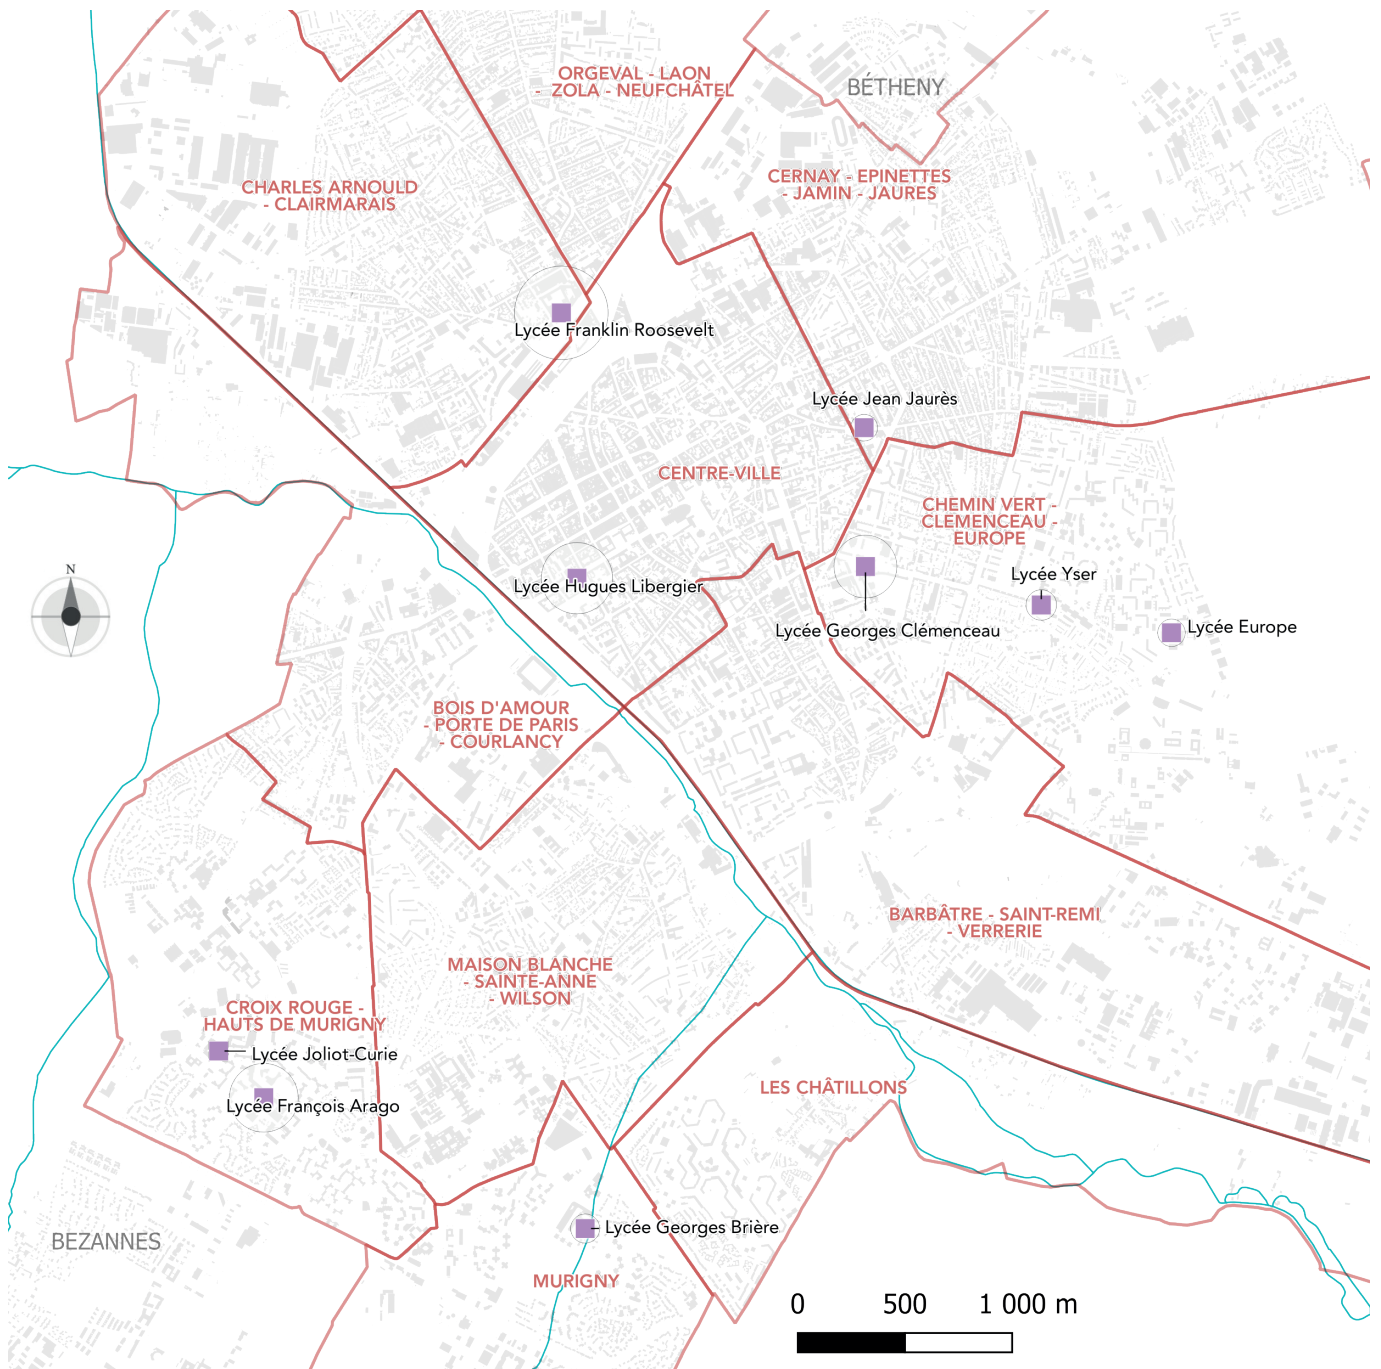 ORGEVAL - LAON
- ZOLA - NEUFCHÂTEL
BÉTHENY
CHARLES ARNOULD
- CLAIRMARAIS
CERNAY - EPINETTES
- JAMIN - JAURES
Lycée Franklin Roosevelt
Lycée Jean Jaurès
CENTRE-VILLE
CHEMIN VERT -
CLEMENCEAU -
EUROPE
N
Lycée Hugues Libergier
Lycée Yser
Lycée Georges Clémenceau
Lycée Europe
BOIS D'AMOUR
- PORTE DE PARIS
- COURLANCY
BARBÂTRE - SAINT-REMI
- VERRERIE
MAISON BLANCHE
- SAINTE-ANNE
- WILSON
CROIX ROUGE -
HAUTS DE MURIGNY
Lycée Joliot-Curie
Lycée François Arago
LES CHÂTILLONS
Lycée Georges Brière
BEZANNES
MURIGNY
0 500 1 000 m